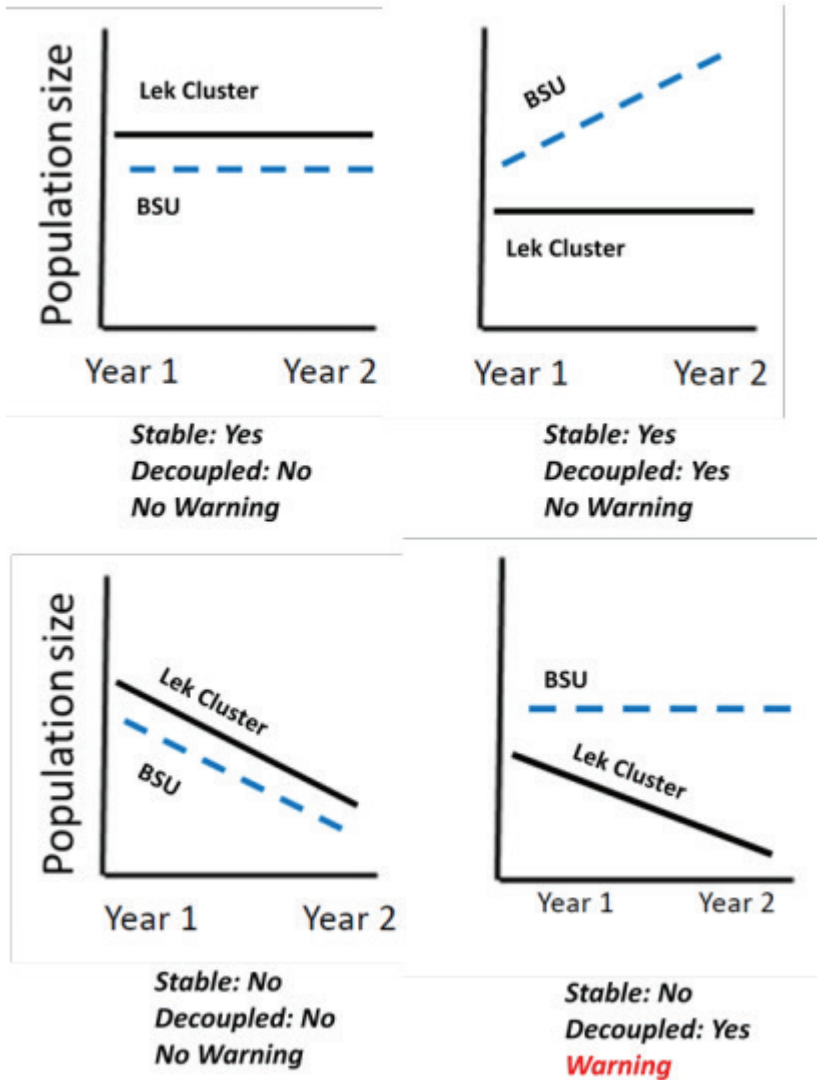 Population size
Lek Cluster
BSU
Year 1 Year 2
Stable: Yes
Decoupled: No
No Warning
BSU
Lek Cluster
Year 1 Year 2
Stable: Yes
Decoupled: Yes
No Warning
Population size
Lek Cluster
BSU
Year 1 Year 2
Stable: No
Decoupled: No
No Warning
BSU
Lek Cluster
Year 1 Year 2
Stable: No
Decoupled: Yes
Warning